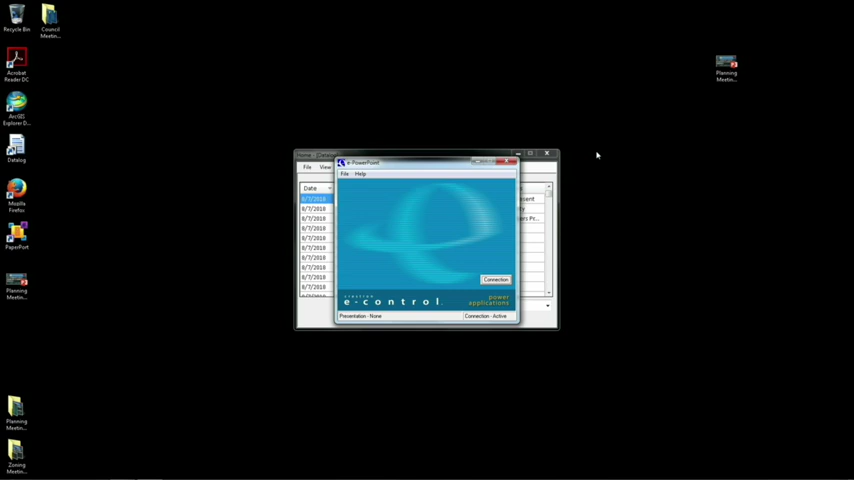 Recycle Bin
Council
Meetin...
Acrobat
Reader DC
ArcGIS
Explorer D...
Datalog
Mozilla
Firefox
PaperPort
Planning
Meetin...
Planning
Meetin...
Zoning
Meetin...
Planning
Meetin...
Home - [Datalog
File View
Date
8/7/2018
8/7/2018
8/7/2018
8/7/2018
8/7/2018
8/7/2018
8/7/2018
8/7/2018
8/7/2018
e-PowerPoint
File Help
Connection
crestron
e-control.
power
applications
Presentation - None
Connection - Active